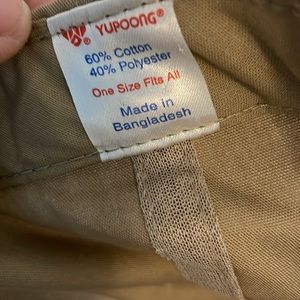 YUPOONG®
60% Cotton
40% Polyester
One Size Fits All
Made in
Bangladesh